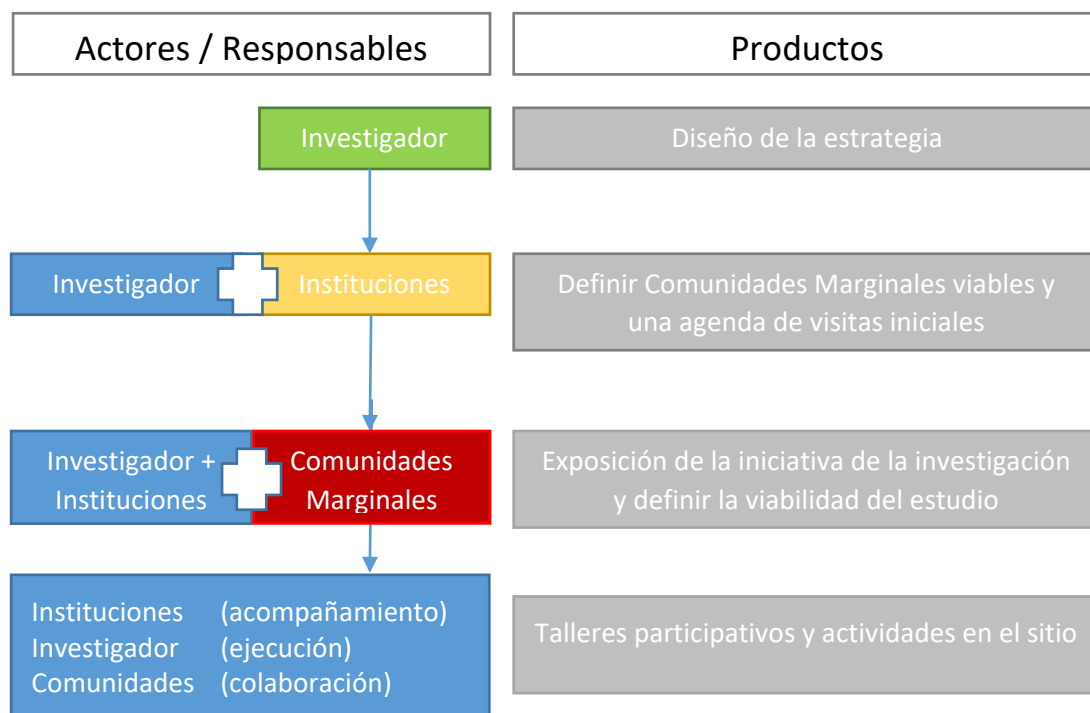 Actores / Responsables
Productos
Investigador
Diseño de la estrategia
Investigador
Instituciones
Definir Comunidades Marginales viables y
una agenda de visitas iniciales
Investigador +
Instituciones
Comunidades
Marginales
Exposición de la iniciativa de la investigación
y definir la viabilidad del estudio
Instituciones (acompañamiento)
Investigador (ejecución)
Comunidades (colaboración)
Talleres participativos y actividades en el sitio